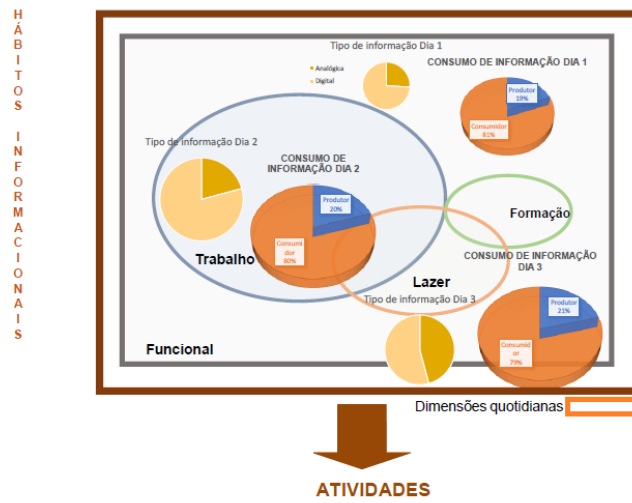 HÁBITOS INFORMACIONAIS
Tipo de informação Dia 1
Analógica
Digital
CONSUMO DE INFORMAÇÃO DIA 1
Produtor
19%
Consumidor
81%
Tipo de informação Dia 2
CONSUMO DE
INFORMAÇÃO DIA 2
Produtor
20%
Consumi
dor
80%
Trabalho
Formação
Lazer
CONSUMO DE INFORMAÇÃO
DIA 3
Produtor
21%
Consumid
or
79%
Tipo de informação Dia 3
Funcional
Dimensões quotidianas
ATIVIDADES